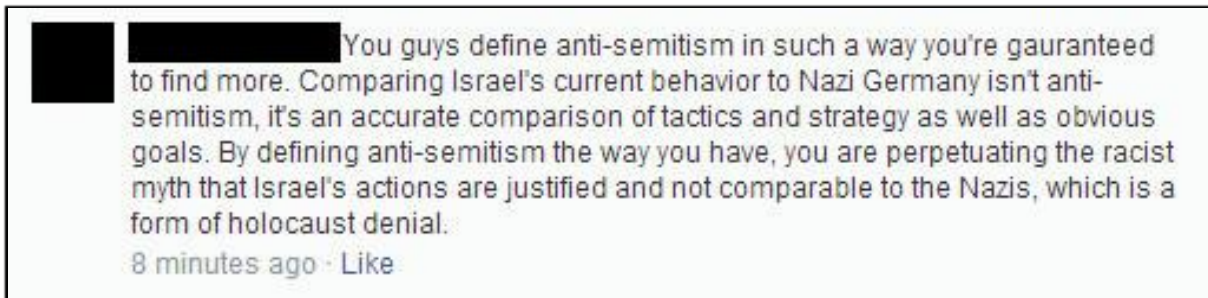 You guys define anti-semitism in such a way you're gauranteed
to find more. Comparing Israel's current behavior to Nazi Germany isn't anti-
semitism, it's an accurate comparison of tactics and strategy as well as obvious
goals. By defining anti-semitism the way you have, you are perpetuating the racist
myth that Israel's actions are justified and not comparable to the Nazis, which is a
form of holocaust denial.
8 minutes ago · Like